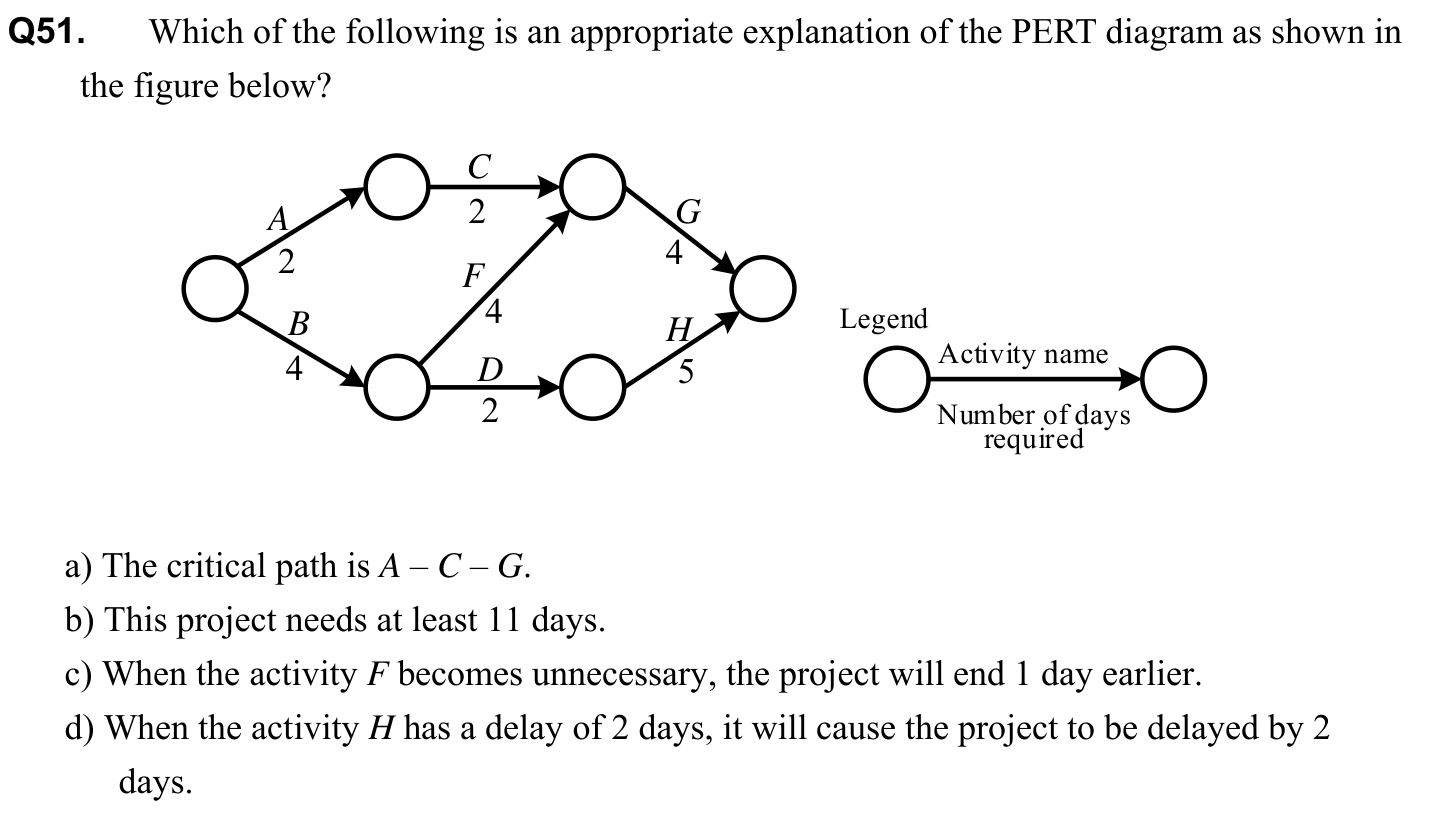 Q51. Which of the following is an appropriate explanation of the PERT diagram as shown in
the figure below?
C
2
A
2
G
4
F
4
B
4
H
5
D
2
Legend
Activity name
Number of days
required
a) The critical path is A – C – G.
b) This project needs at least 11 days.
c) When the activity F becomes unnecessary, the project will end 1 day earlier.
d) When the activity H has a delay of 2 days, it will cause the project to be delayed by 2
days.